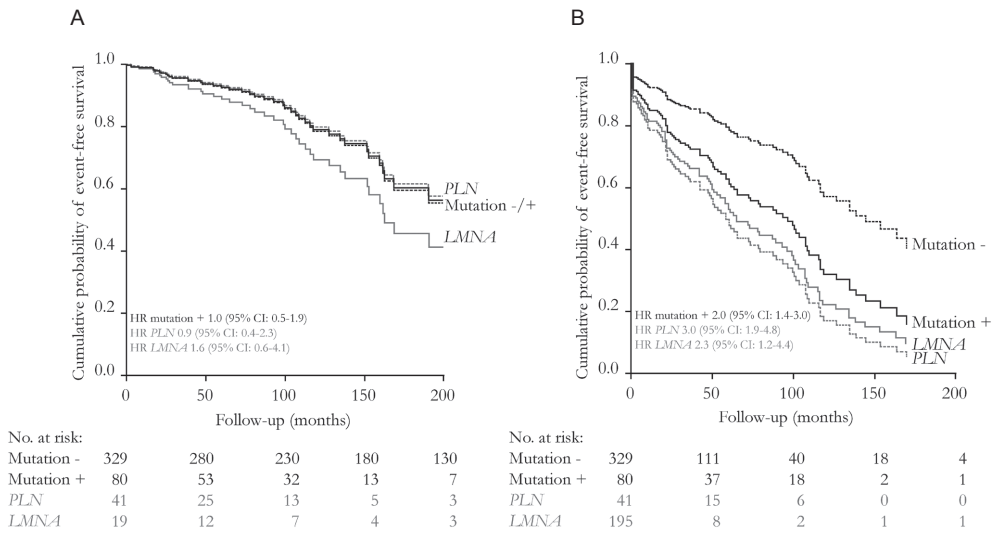 A
Cumulative probability of event-free survival
1.0
0.8
0.6
0.4
0.2
0.0
PLN
Mutation -/+
LMNA
HR mutation + 1.0 (95% CI: 0.5-1.9)
HR PLN 0.9 (95% CI: 0.4-2.3)
HR LMNA 1.6 (95% CI: 0.6-4.1)
0 50 100 150 200
Follow-up (months)
No. at risk:
Mutation - 329 280 230 180 130
Mutation + 80 53 32 13 7
PLN 41 25 13 5 3
LMNA 19 12 7 4 3
B
Cumulative probability of event-free survival
1.0
0.8
0.6
0.4
0.2
0.0
Mutation -
Mutation +
LMNA
PLN
HR mutation + 2.0 (95% CI: 1.4-3.0)
HR PLN 3.0 (95% CI: 1.9-4.8)
HR LMNA 2.3 (95% CI: 1.2-4.4)
0 50 100 150 200
Follow-up (months)
No. at risk:
Mutation - 329 111 40 18 4
Mutation + 80 37 18 2 1
PLN 41 15 6 0 0
LMNA 195 8 2 1 1